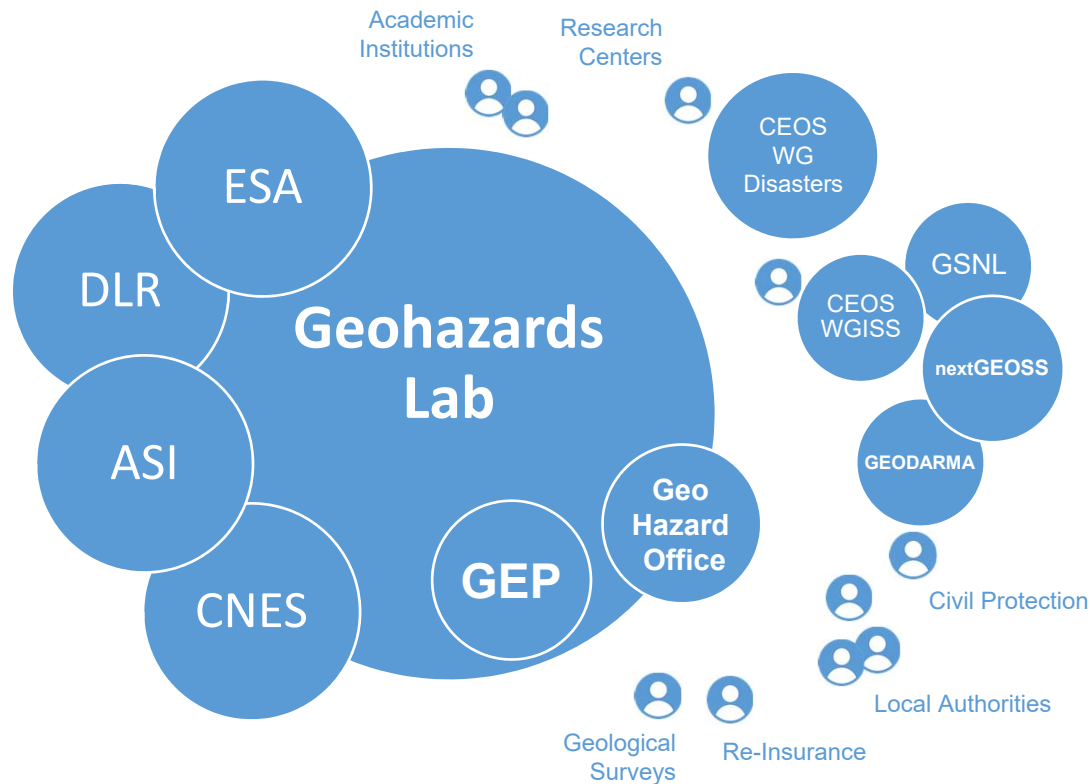 Academic
Institutions
Research
Centers
CEOS
WG
Disasters
ESA
DLR
GSNL
Geohazards
Lab
CEOS
WGISS
nextGEOSS
ASI
GEODARMA
Geo
Hazard
Office
GEP
CNES
Civil Protection
Local Authorities
Geological
Surveys
Re-Insurance